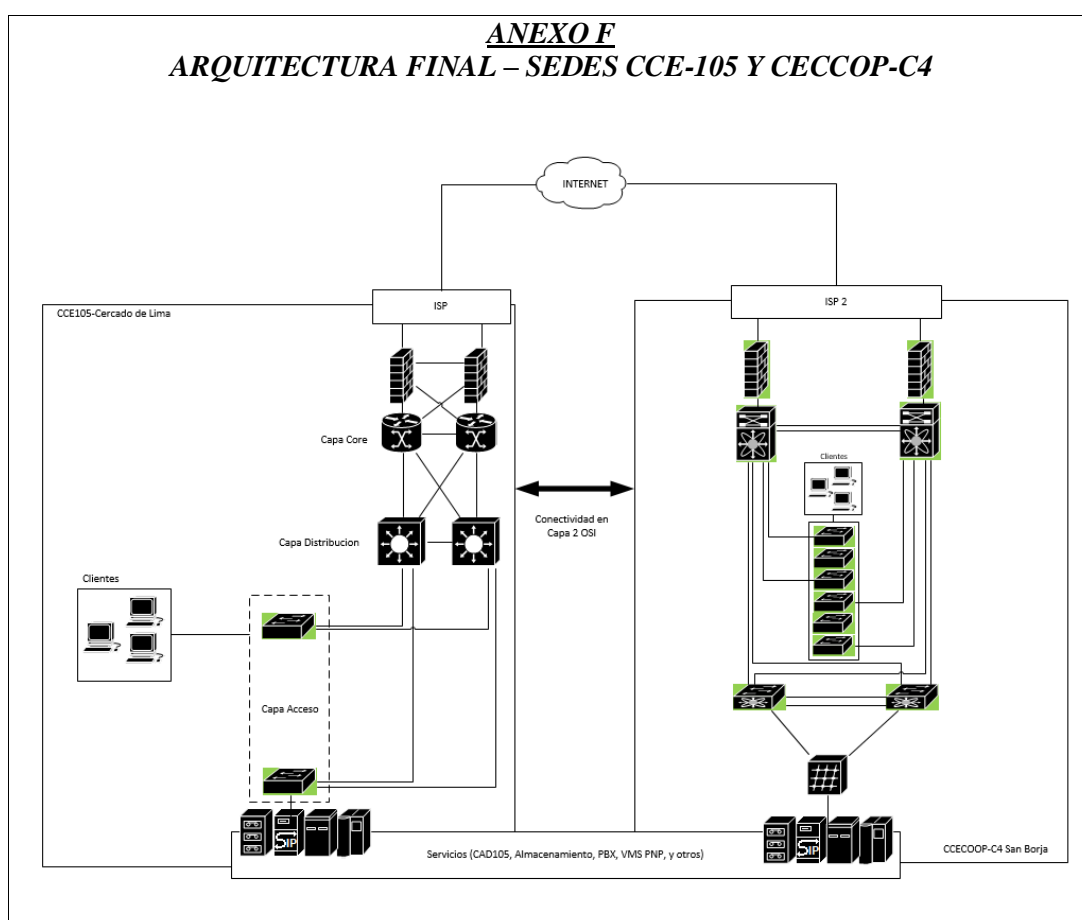 ANEXO F
ARQUITECTURA FINAL – SEDES CCE-105 Y CECCOP-C4
INTERNET
ISP
ISP 2
CCE105-Cercado de Lima
Capa Core
Clientes
Conectividad en
Capa 2 OSI
Capa Distribucion
Clientes
Capa Acceso
SIP
SIP
Servicios (CAD105, Almacenamiento, PBX, VMS PNP, y otros)
CCECOOP-C4 San Borja